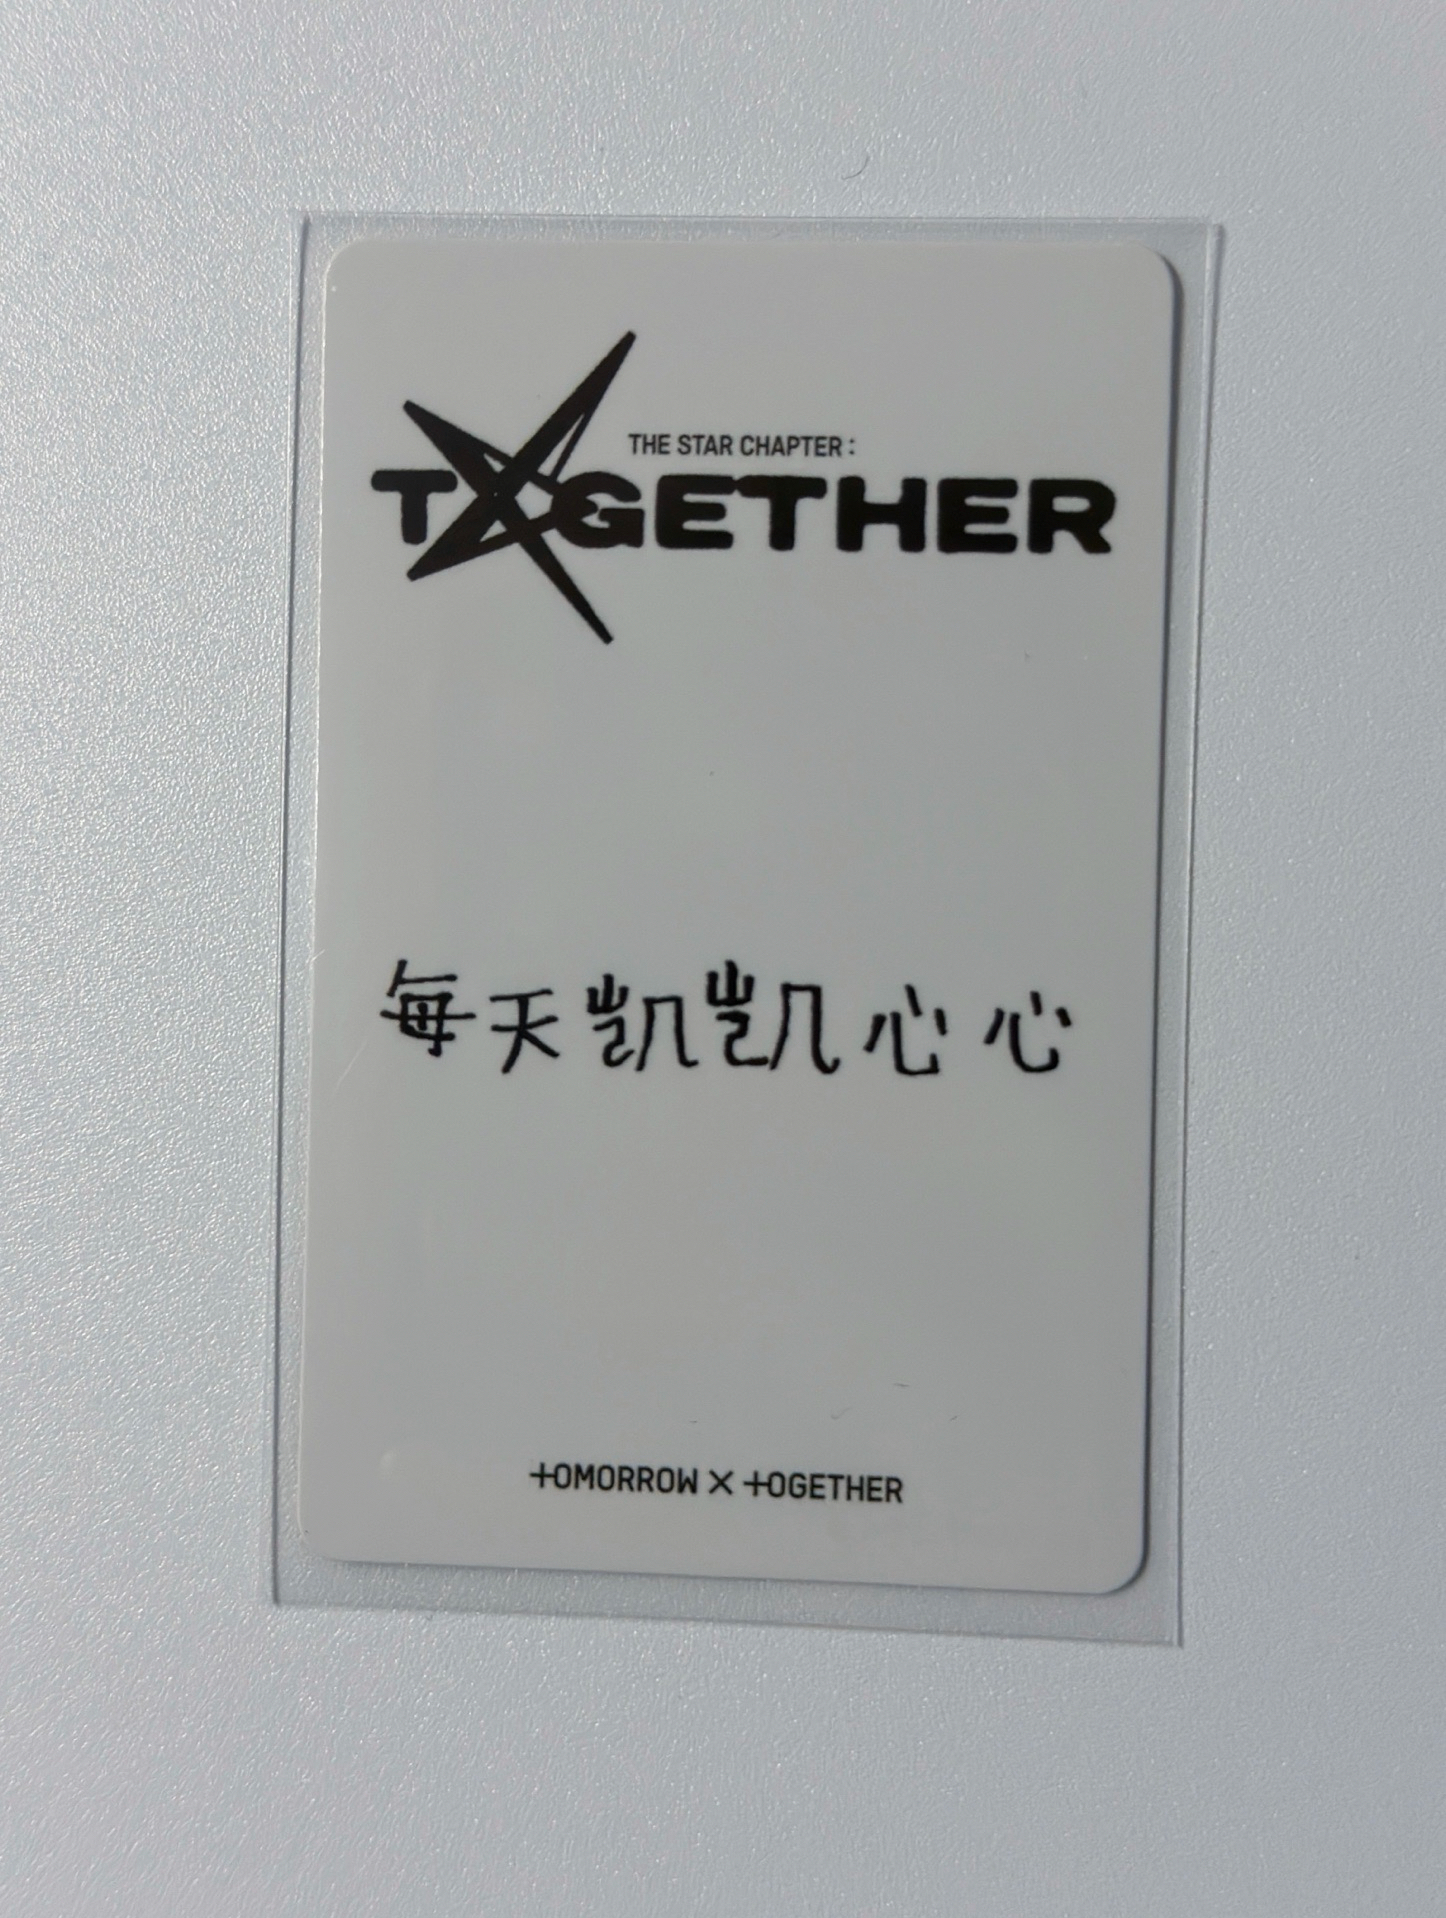 THE STAR CHAPTER :
TOGETHER
每天凯凯心心
TOMORROW X TOGETHER